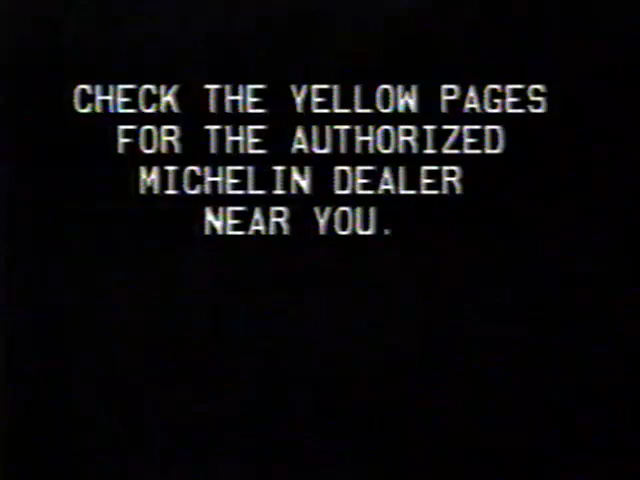 CHECK THE YELLOW PAGES
FOR THE AUTHORIZED
MICHELIN DEALER
NEAR YOU.